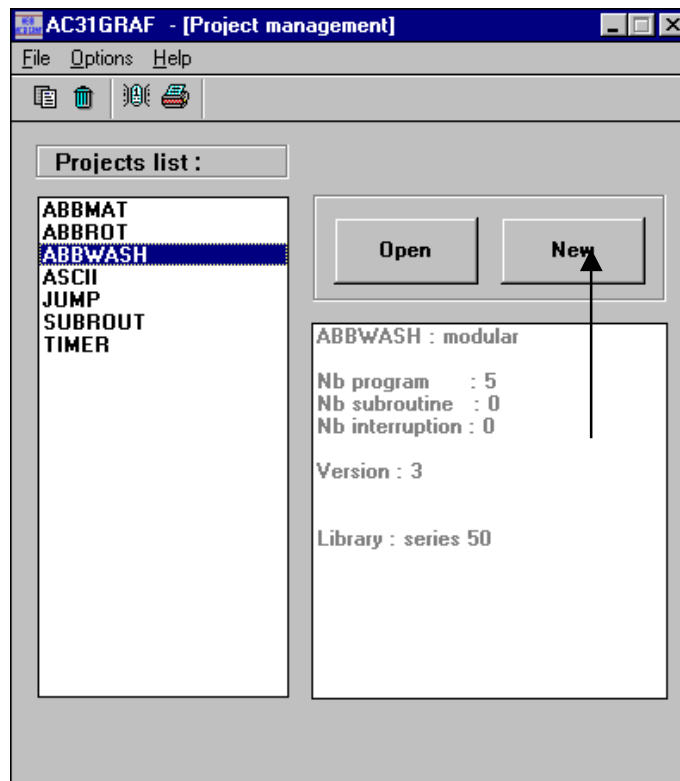 AC31GRAF - [Project management]
File Options Help
Projects list :
ABBMAT
ABBROT
ABBWASH
ASCII
JUMP
SUBROUT
TIMER
Open
New
ABBWASH : modular
Nb program : 5
Nb subroutine : 0
Nb interruption : 0
Version : 3
Library : series 50